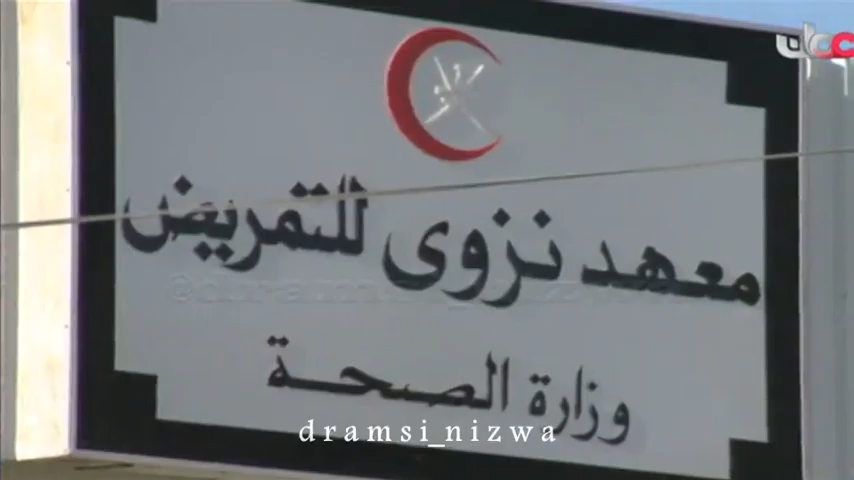 معهد نزوى للتمريض
وزارة الصحة
dramsi_nizwa